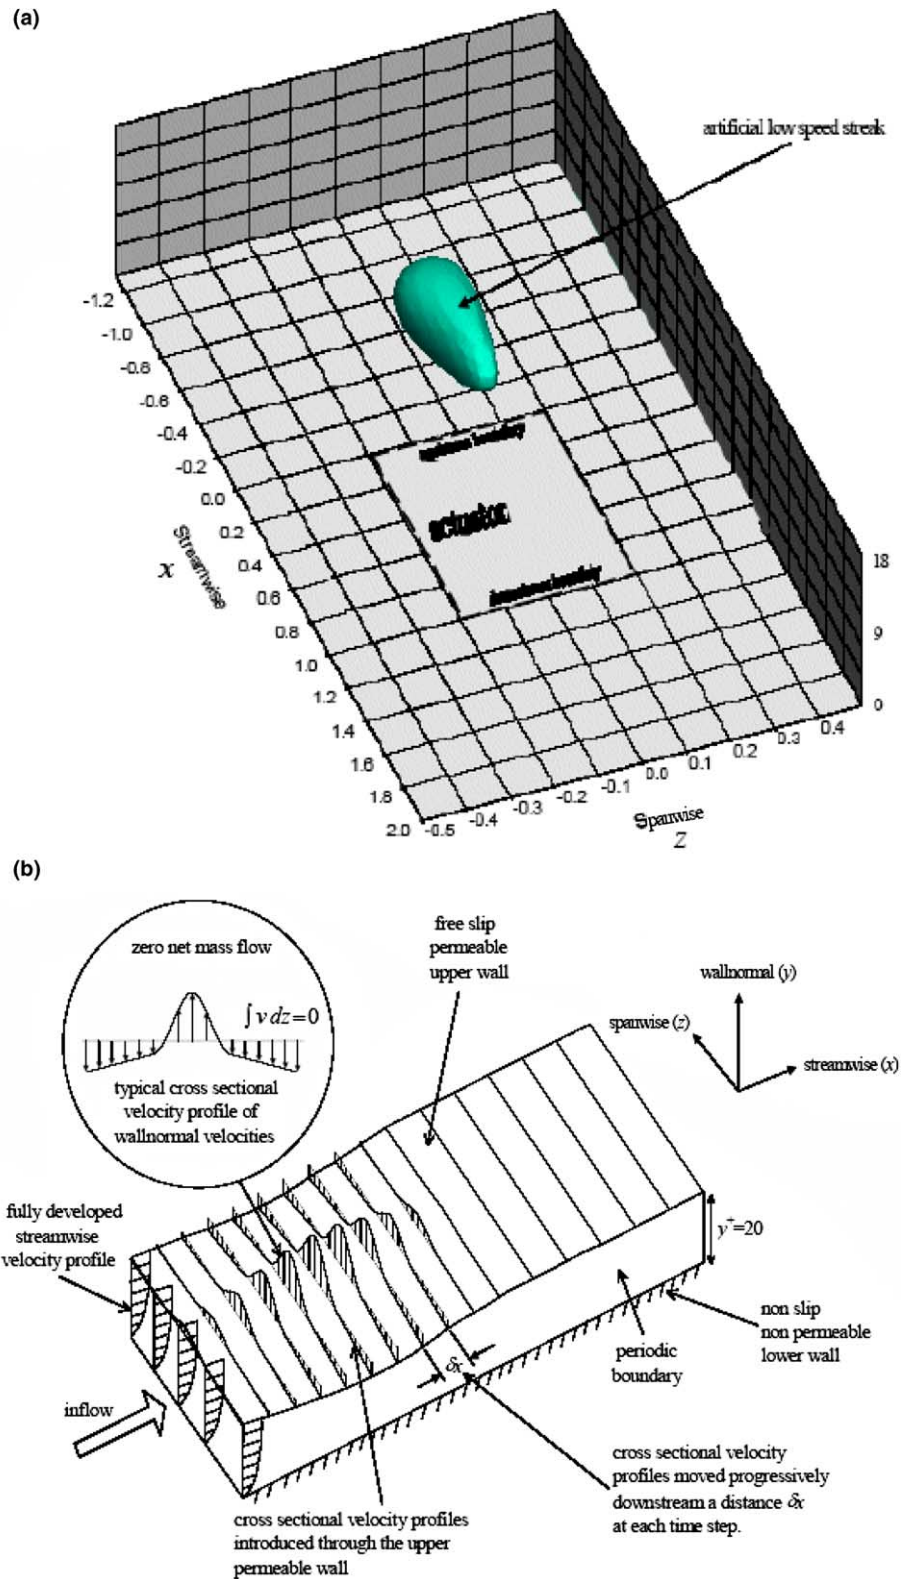 (a)
artificial low speed streak
-1.2
-1.0
-0.8
-0.6
-0.4
-0.2
0.0
0.2
0.4
0.6
0.8
1.0
1.2
1.4
1.6
1.8
2.0
Streamwise
x
upstream boundary
actuator
downstream boundary
18
9
0
-0.5
-0.4
-0.3
-0.2
-0.1
0.0
0.1
0.2
0.3
0.4
Spanwise
z
(b)
zero net mass flow
∫v dz=0
typical cross sectional
velocity profile of
wallnormal velocities
free slip
permeable
upper wall
wallnormal (y)
spanwise (z)
streamwise (x)
fully developed
streamwise
velocity profile
y⁺=20
non slip
non permeable
lower wall
periodic
boundary
δx
inflow
cross sectional velocity
profiles moved progressively
downstream a distance δx
at each time step.
cross sectional velocity profiles
introduced through the upper
permeable wall